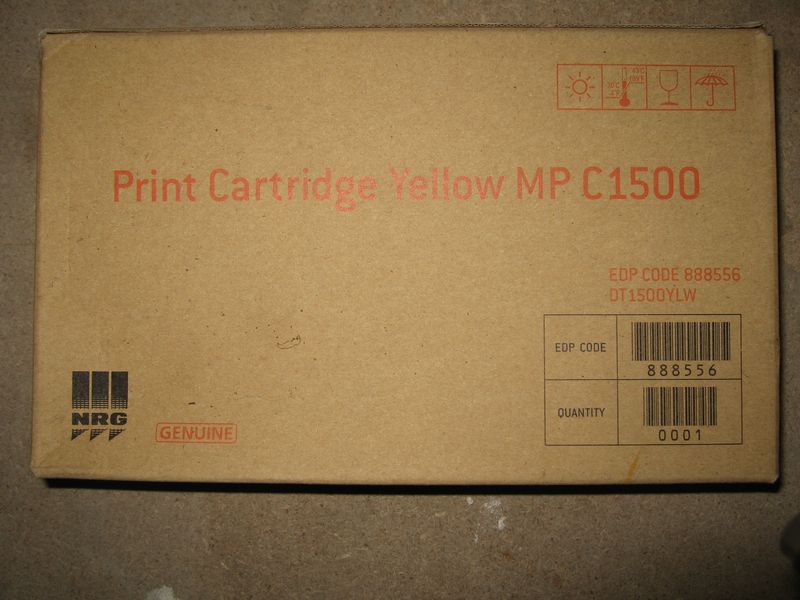 Print Cartridge Yellow MP C1500
EDP CODE 888556
DT1500YLW
EDP CODE
888556
QUANTITY
0001
NRG
GENUINE